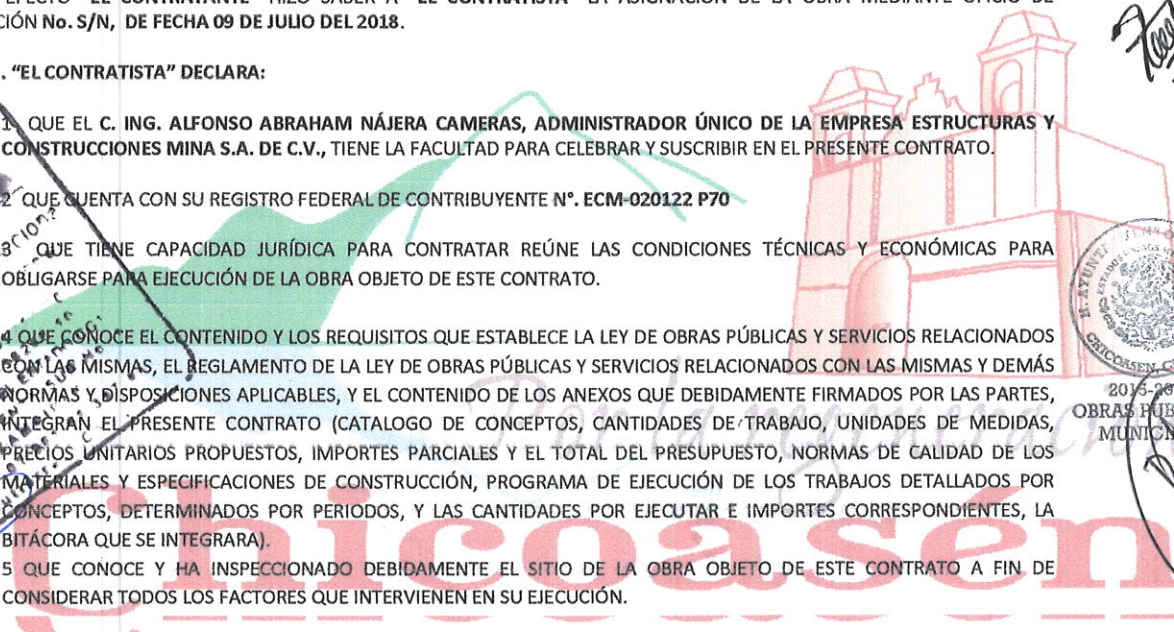 EFECTO "EL CONTRATANTE" HIZO SABER A "EL CONTRATISTA" LA ASIGNACIÓN DE LA OBRA MEDIANTE OFICIO DE
CIÓN No. S/N, DE FECHA 09 DE JULIO DEL 2018.
. "EL CONTRATISTA" DECLARA:
1- QUE EL C. ING. ALFONSO ABRAHAM NÁJERA CAMERAS, ADMINISTRADOR ÚNICO DE LA EMPRESA ESTRUCTURAS Y
CONSTRUCCIONES MINA S.A. DE C.V., TIENE LA FACULTAD PARA CELEBRAR Y SUSCRIBIR EN EL PRESENTE CONTRATO.
2 QUE CUENTA CON SU REGISTRO FEDERAL DE CONTRIBUYENTE N°. ECM-020122 P70
3 QUE TIENE CAPACIDAD JURÍDICA PARA CONTRATAR REÚNE LAS CONDICIONES TÉCNICAS Y ECONÓMICAS PARA
OBLIGARSE PARA EJECUCIÓN DE LA OBRA OBJETO DE ESTE CONTRATO.
4 QUE CONOCE EL CONTENIDO Y LOS REQUISITOS QUE ESTABLECE LA LEY DE OBRAS PÚBLICAS Y SERVICIOS RELACIONADOS
CON LAS MISMAS, EL REGLAMENTO DE LA LEY DE OBRAS PÚBLICAS Y SERVICIOS RELACIONADOS CON LAS MISMAS Y DEMÁS
NORMAS Y DISPOSICIONES APLICABLES, Y EL CONTENIDO DE LOS ANEXOS QUE DEBIDAMENTE FIRMADOS POR LAS PARTES,
INTEGRAN EL PRESENTE CONTRATO (CATALOGO DE CONCEPTOS, CANTIDADES DE TRABAJO, UNIDADES DE MEDIDAS,
PRECIOS UNITARIOS PROPUESTOS, IMPORTES PARCIALES Y EL TOTAL DEL PRESUPUESTO, NORMAS DE CALIDAD DE LOS
MATERIALES Y ESPECIFICACIONES DE CONSTRUCCIÓN, PROGRAMA DE EJECUCIÓN DE LOS TRABAJOS DETALLADOS POR
CONCEPTOS, DETERMINADOS POR PERIODOS, Y LAS CANTIDADES POR EJECUTAR E IMPORTES CORRESPONDIENTES, LA
BITÁCORA QUE SE INTEGRARA).
5 QUE CONOCE Y HA INSPECCIONADO DEBIDAMENTE EL SITIO DE LA OBRA OBJETO DE ESTE CONTRATO A FIN DE
CONSIDERAR TODOS LOS FACTORES QUE INTERVIENEN EN SU EJECUCIÓN.
Por la
Chicoasén
H. AYUNTA
CHICOASEN,
OBRAS PUB
MUNICI